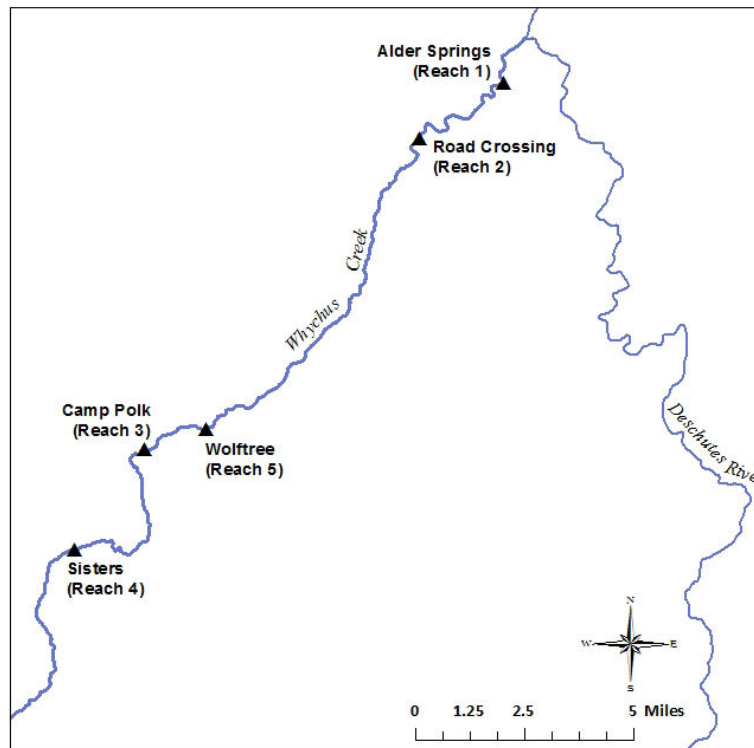 Alder Springs
(Reach 1)
Road Crossing
(Reach 2)
Whychus Creek
Camp Polk
(Reach 3)
Wolftree
(Reach 5)
Deschutes River
Sisters
(Reach 4)
N
W E
S
0 1.25 2.5 5 Miles